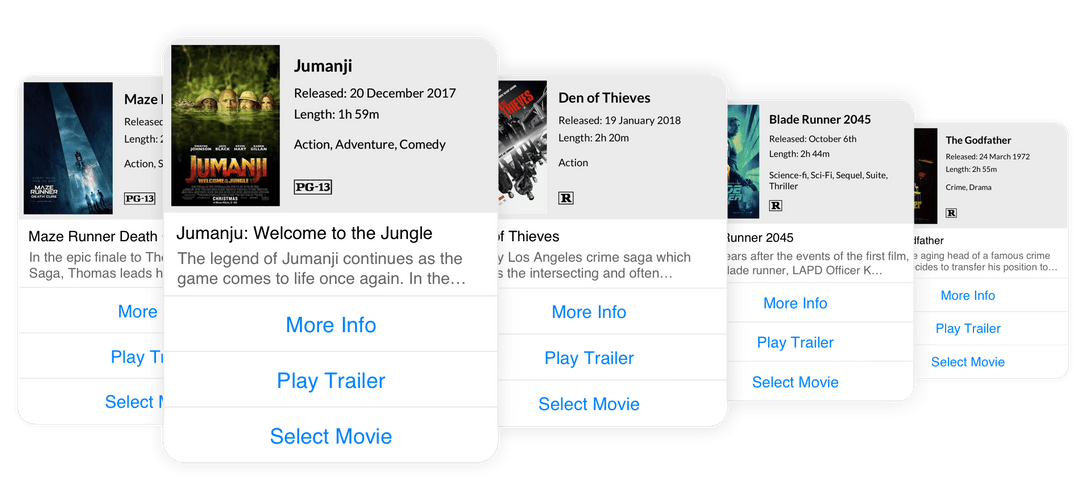 Maze
Released
Length: 2
Action, S
PG-13
MAZE
RUNNER
DEATH CURE
Maze Runner Death
In the epic finale to The
Saga, Thomas leads h
More
Play Tr
Select M
Jumanji
Released: 20 December 2017
Length: 1h 59m
Action, Adventure, Comedy
PG-13
DWAYNE JOHNSON JACK BLACK KEVIN HART KAREN GILLAN
JUMANJI
WELCOME TO THE JUNGLE
CHRISTMAS
Jumanju: Welcome to the Jungle
The legend of Jumanji continues as the
game comes to life once again. In the…
More Info
Play Trailer
Select Movie
THIEVES
Den of Thieves
Released: 19 January 2018
Length: 2h 20m
Action
R
of Thieves
y Los Angeles crime saga which
s the intersecting and often…
More Info
Play Trailer
Select Movie
Blade Runner 2045
Released: October 6th
Length: 2h 44m
Science-fi, Sci-Fi, Sequel, Suite,
Thriller
R
Runner 2045
ears after the events of the first film,
lade runner, LAPD Officer K…
More Info
Play Trailer
Select Movie
The Godfather
Released: 24 March 1972
Length: 2h 55m
Crime, Drama
R
dfather
e aging head of a famous crime
cides to transfer his position to…
More Info
Play Trailer
Select Movie